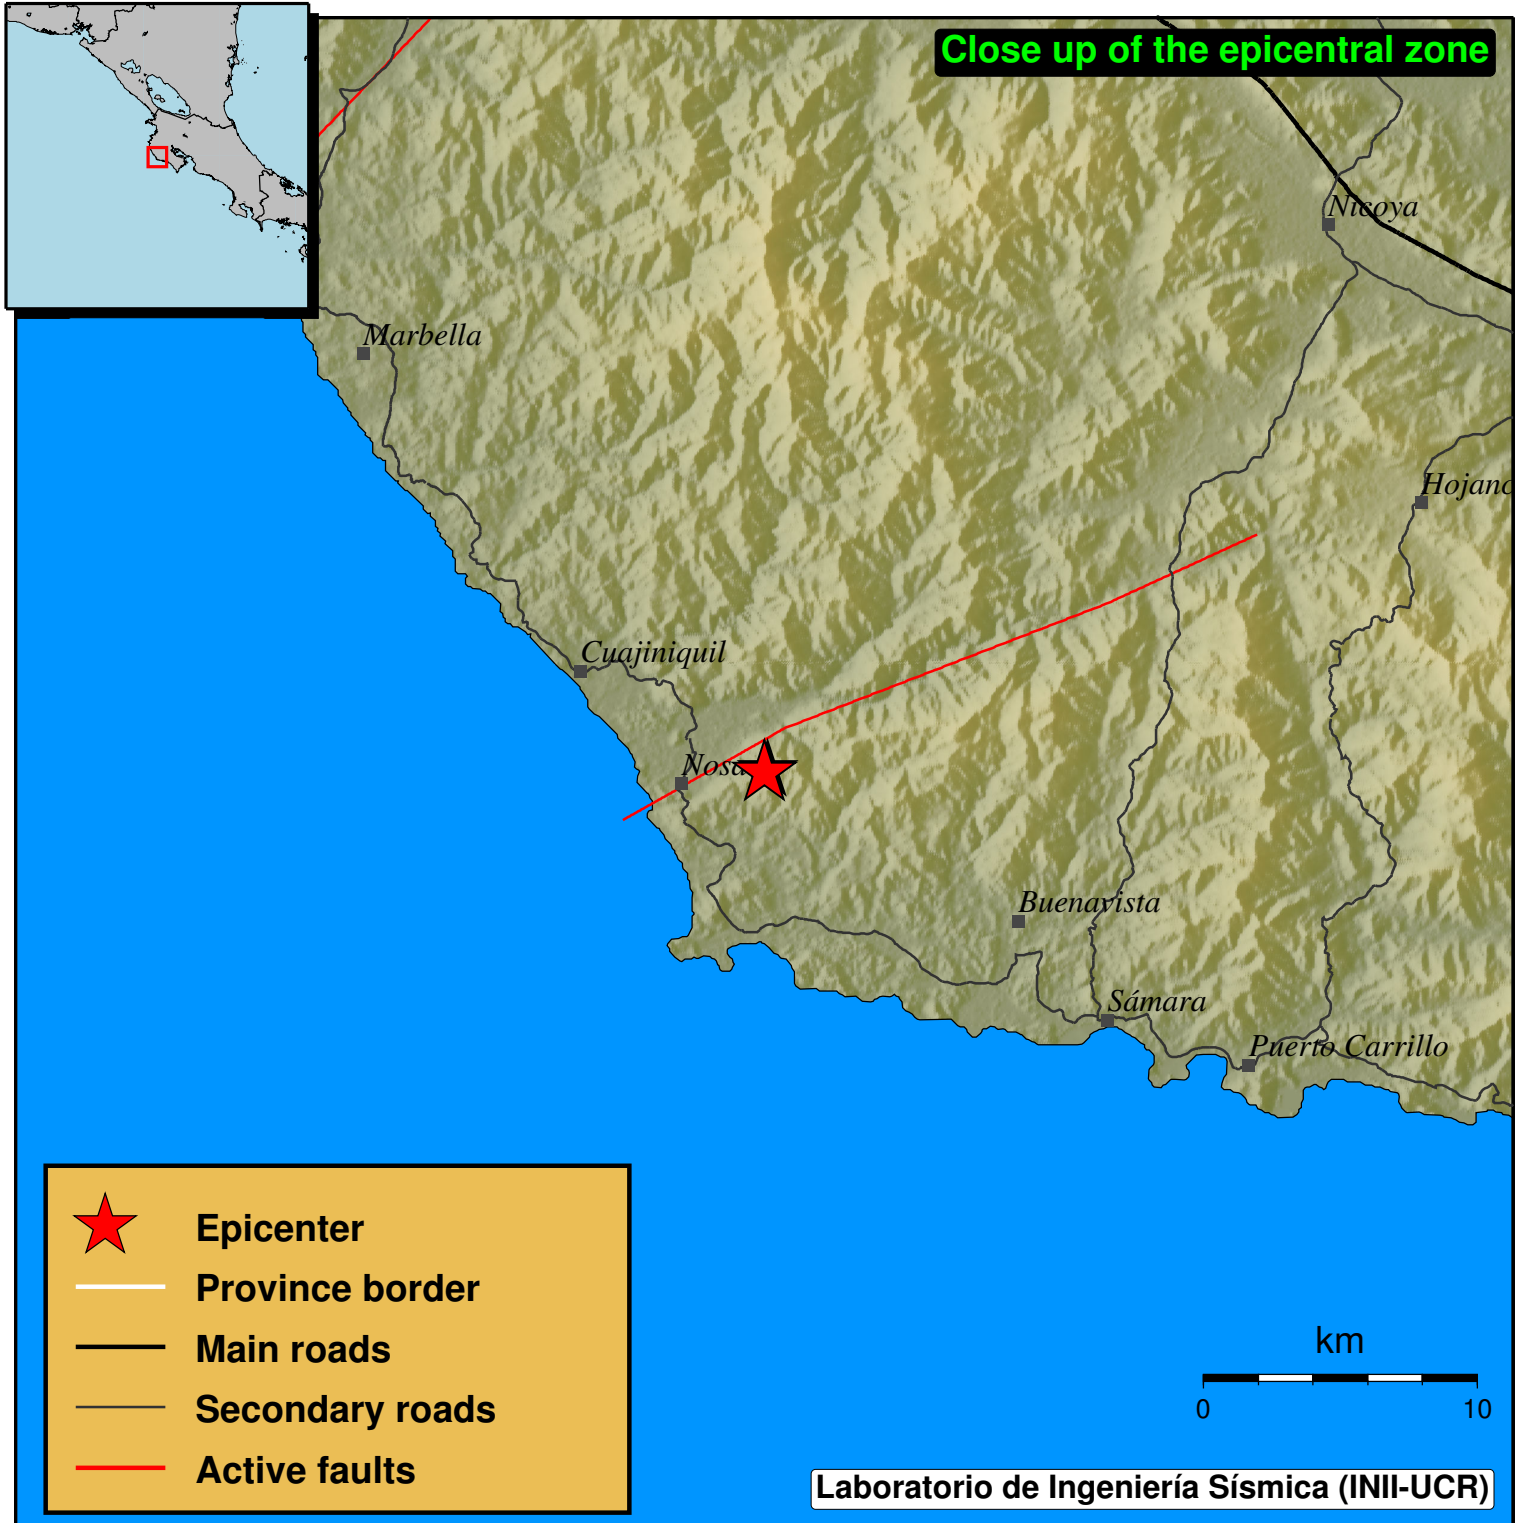 Close up of the epicentral zone
Nicoya
Marbella
Hojanc
Cuajiniquil
Nosa
Buenavista
Sámara
Puerto Carrillo
Epicenter
Province border
Main roads
Secondary roads
Active faults
km
0 10
Laboratorio de Ingeniería Sísmica (INII-UCR)